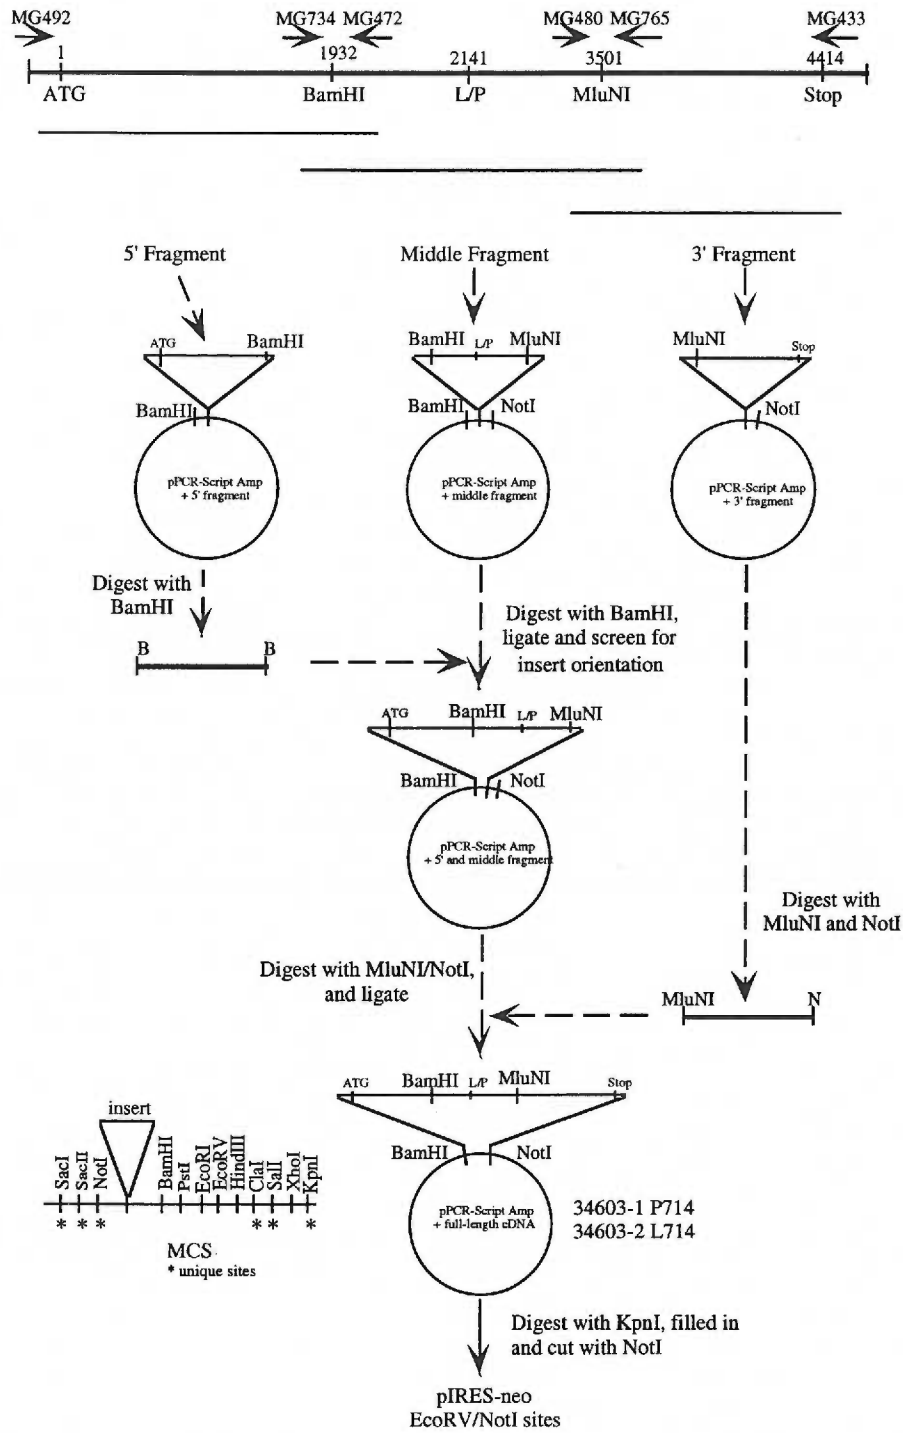 MG492 MG734 MG472 MG480 MG765 MG433
1 1932 2141 3501 4414
ATG BamHI L/P MluNI Stop
5' Fragment Middle Fragment 3' Fragment
ATG BamHI BamHI L/P MluNI MluNI Stop
BamHI BamHI NotI NotI
pPCR-Script Amp
+ 5' fragment
pPCR-Script Amp
+ middle fragment
pPCR-Script Amp
+ 3' fragment
Digest with
BamHI
B B
Digest with BamHI,
ligate and screen for
insert orientation
ATG BamHI L/P MluNI
BamHI NotI
pPCR-Script Amp
+ 5' and middle fragment
Digest with
MluNI and NotI
Digest with MluNI/NotI,
and ligate
MluNI N
ATG BamHI L/P MluNI Stop
BamHI NotI
insert
SacI SacII NotI BamHI PstI EcoRI EcoRV HindIII ClaI SalI XhoI KpnI
* * * * * *
MCS
* unique sites
pPCR-Script Amp
+ full-length cDNA
34603-1 P714
34603-2 L714
Digest with KpnI, filled in
and cut with NotI
pIRES-neo
EcoRV/NotI sites